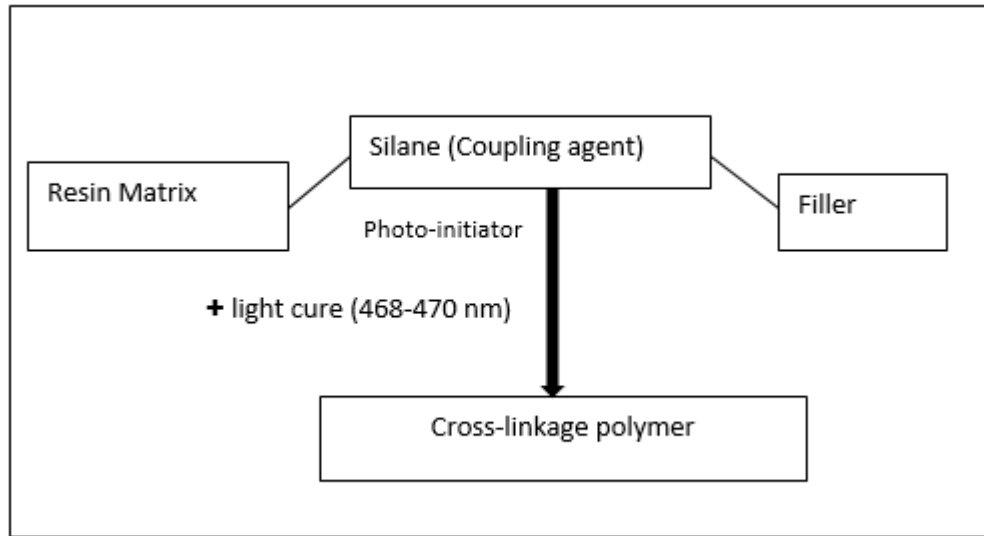 Silane (Coupling agent)
Resin Matrix
Filler
Photo-initiator
+ light cure (468-470 nm)
Cross-linkage polymer